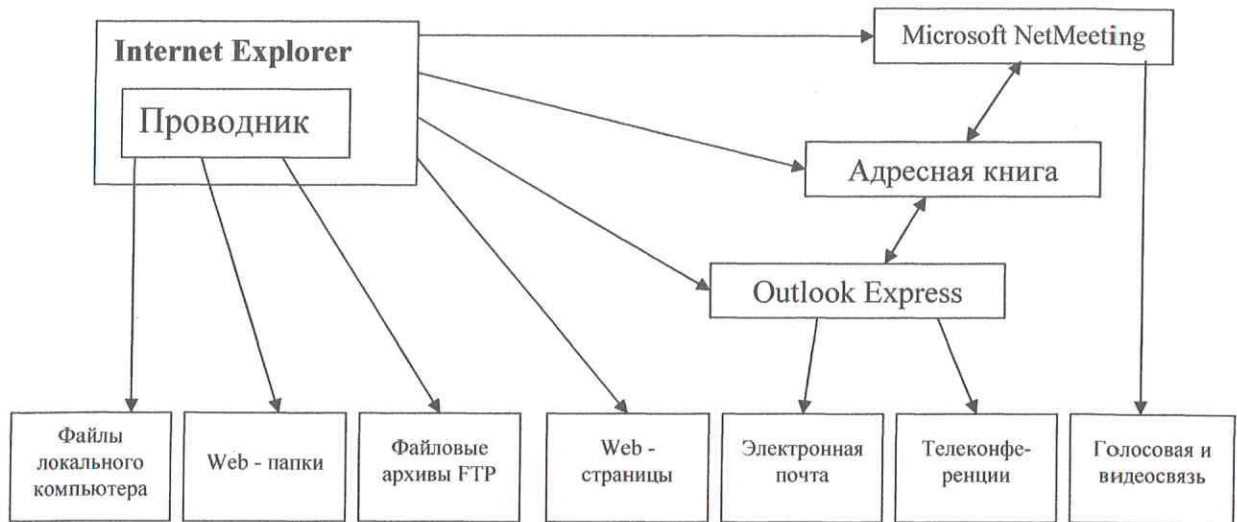 Internet Explorer
Проводник
Microsoft NetMeeting
Адресная книга
Outlook Express
Файлы
локального
компьютера
Web - папки
Файловые
архивы FTP
Web -
страницы
Электронная
почта
Телеконфе-
ренции
Голосовая и
видеосвязь